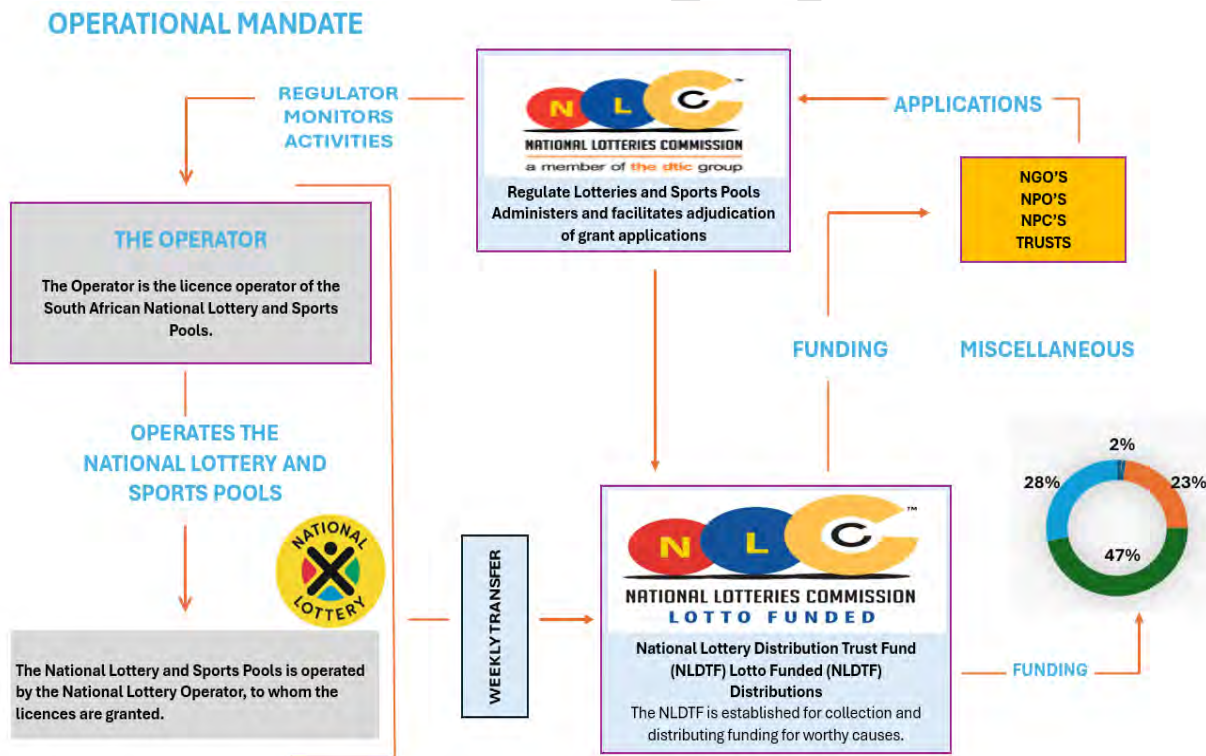 OPERATIONAL MANDATE
REGULATOR
MONITORS
ACTIVITIES
N L C C ™
NATIONAL LOTTERIES COMMISSION
a member of the dtic group
Regulate Lotteries and Sports Pools
Administers and facilitates adjudication
of grant applications
APPLICATIONS
NGO'S
NPO'S
NPC'S
TRUSTS
THE OPERATOR
The Operator is the licence operator of the
South African National Lottery and Sports
Pools.
FUNDING
MISCELLANEOUS
OPERATES THE
NATIONAL LOTTERY AND
SPORTS POOLS
NATIONAL
LOTTERY
The National Lottery and Sports Pools is operated
by the National Lottery Operator, to whom the
licences are granted.
WEEKLY TRANSFER
N L C C ™
NATIONAL LOTTERIES COMMISSION
LOTTO FUNDED
National Lottery Distribution Trust Fund
(NLDTF) Lotto Funded (NLDTF)
Distributions
The NLDTF is established for collection and
distributing funding for worthy causes.
2%
28%
23%
47%
FUNDING